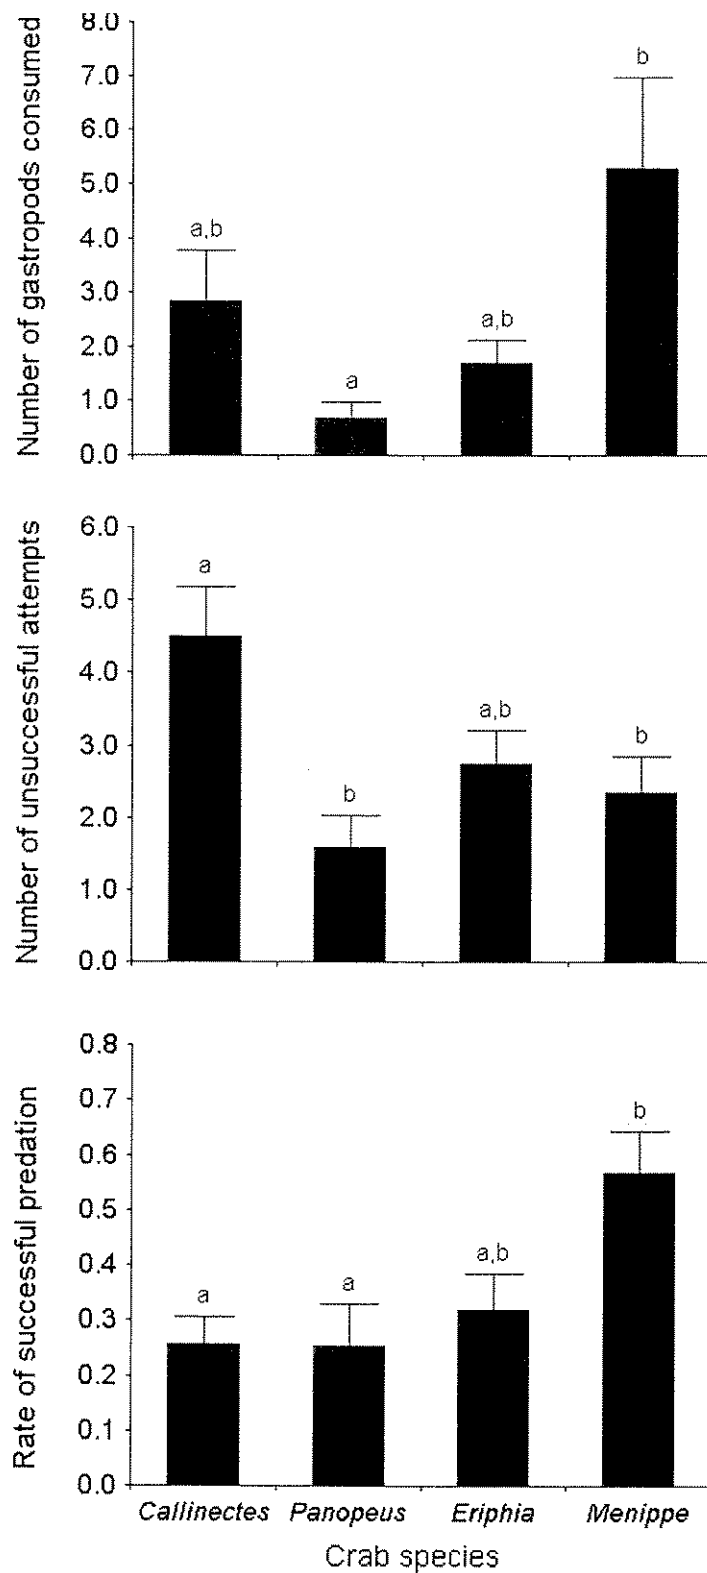 Number of gastropods consumed
8.0
7.0
6.0
5.0
4.0
3.0
2.0
1.0
0.0
a,b
a
a,b
b
Number of unsuccessful attempts
6.0
5.0
4.0
3.0
2.0
1.0
0.0
a
b
a,b
b
Rate of successful predation
0.8
0.7
0.6
0.5
0.4
0.3
0.2
0.1
0.0
a
a
a,b
b
Callinectes Panopeus Eriphia Menippe
Crab species